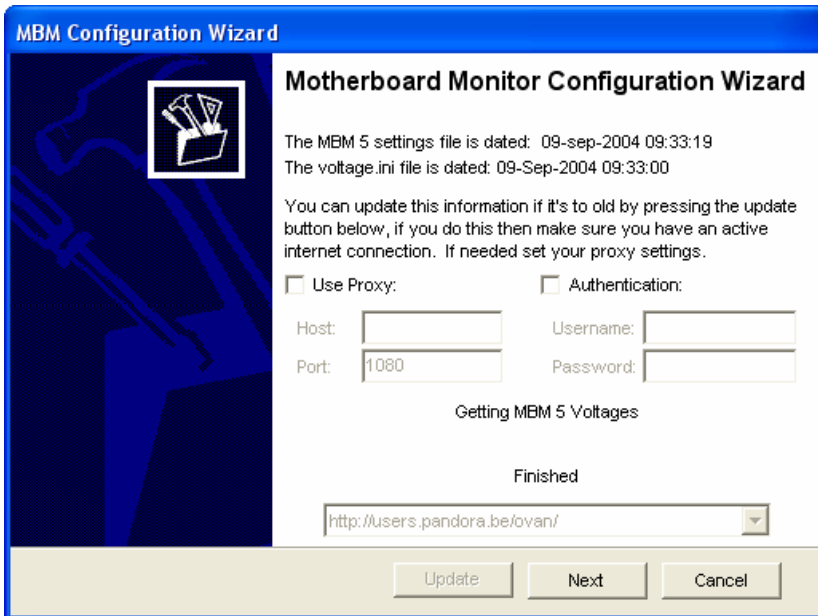 MBM Configuration Wizard
Motherboard Monitor Configuration Wizard
The MBM 5 settings file is dated:  09-sep-2004 09:33:19
The voltage.ini file is dated: 09-Sep-2004 09:33:00
You can update this information if it's to old by pressing the update
button below, if you do this then make sure you have an active
internet connection.  If needed set your proxy settings.
Use Proxy: Authentication:
Host: Username:
Port: 1080 Password:
Getting MBM 5 Voltages
Finished
http://users.pandora.be/ovan/
Update Next Cancel